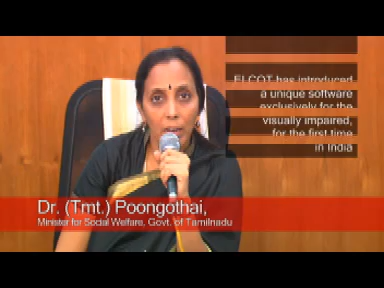 ELCOT has introduced
a unique software
exclusively for the
visually impaired,
for the first time
in India
Dr. (Tmt.) Poongothai,
Minister for Social Welfare, Govt. of Tamilnadu